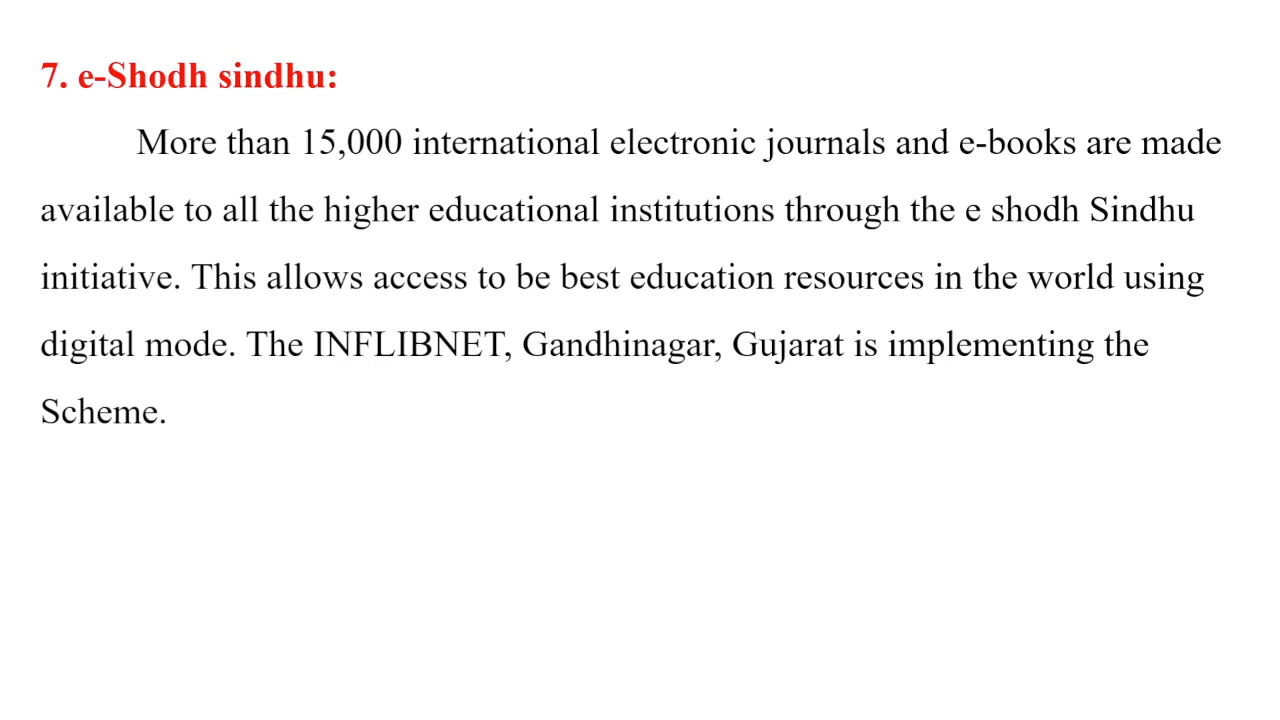 7. e-Shodh sindhu:
More than 15,000 international electronic journals and e-books are made
available to all the higher educational institutions through the e shodh Sindhu
initiative. This allows access to be best education resources in the world using
digital mode. The INFLIBNET, Gandhinagar, Gujarat is implementing the
Scheme.